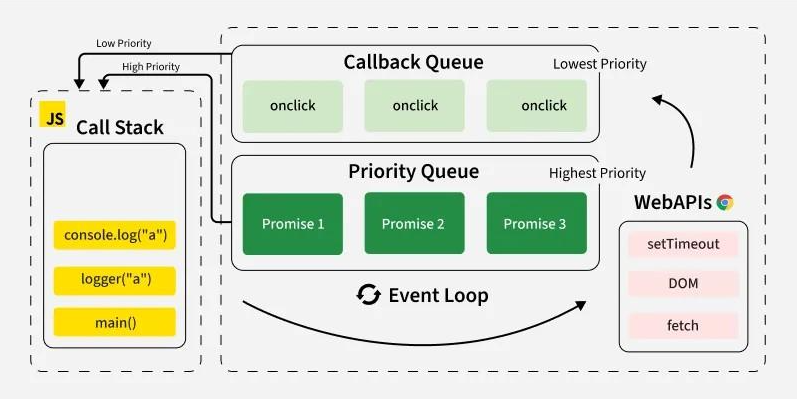 Low Priority
High Priority
JS
Call Stack
console.log("a")
logger("a")
main()
Callback Queue
Lowest Priority
onclick
onclick
onclick
Priority Queue
Highest Priority
Promise 1
Promise 2
Promise 3
Event Loop
WebAPIs
setTimeout
DOM
fetch